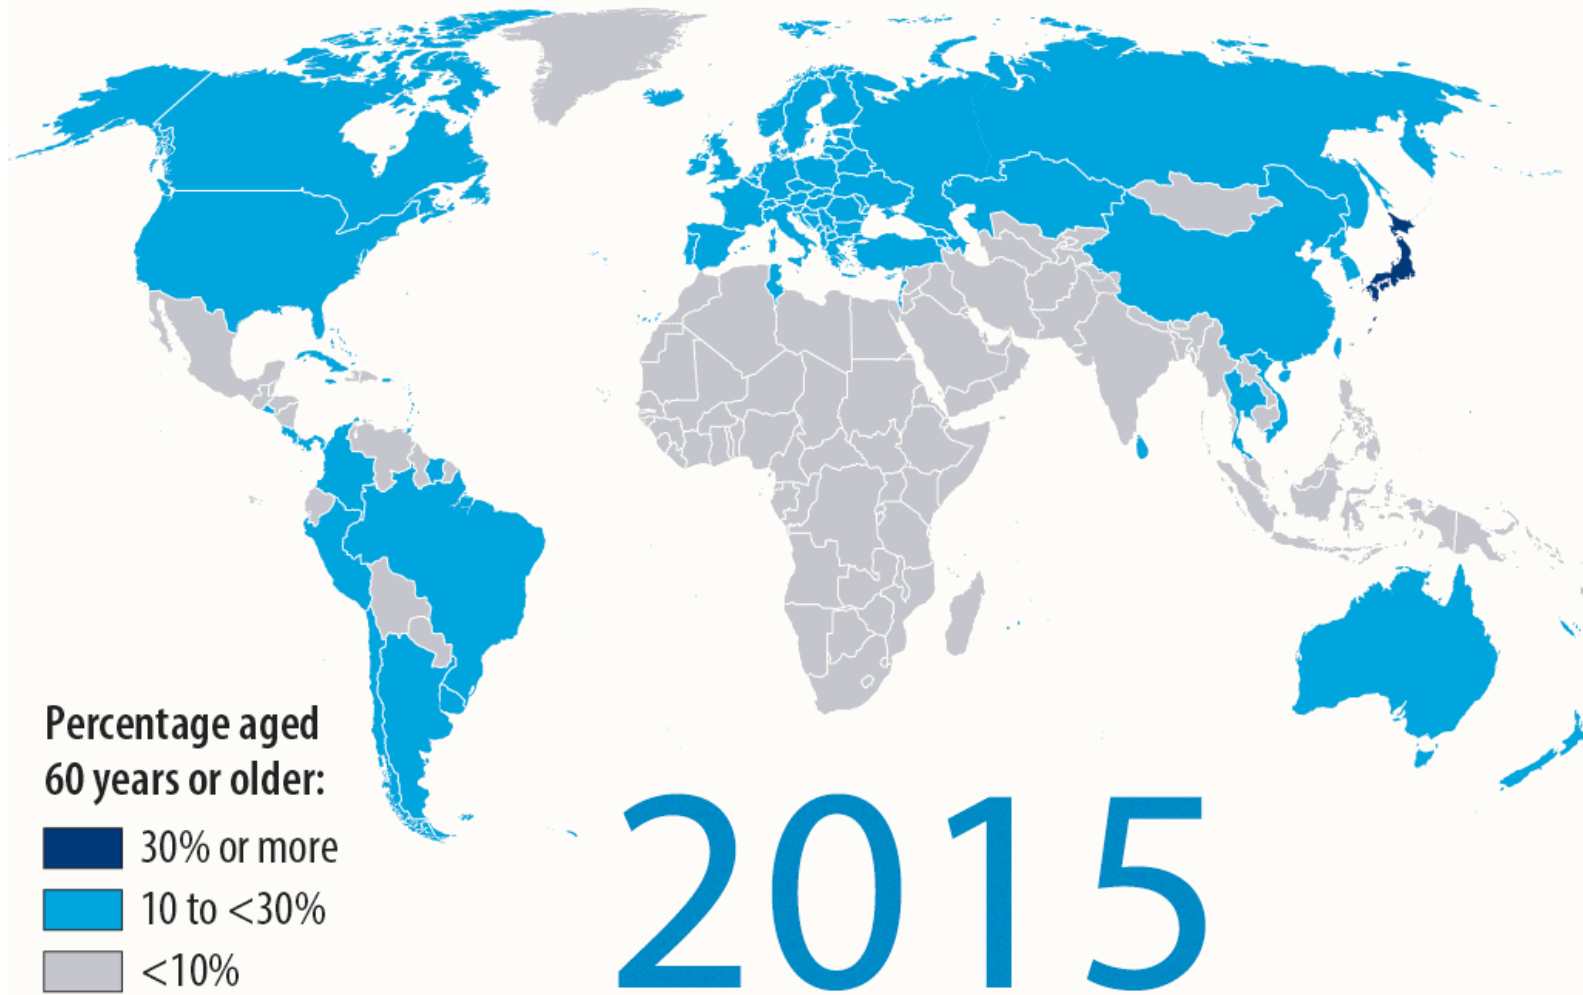 Percentage aged
60 years or older:
30% or more
10 to <30%
<10%
2015